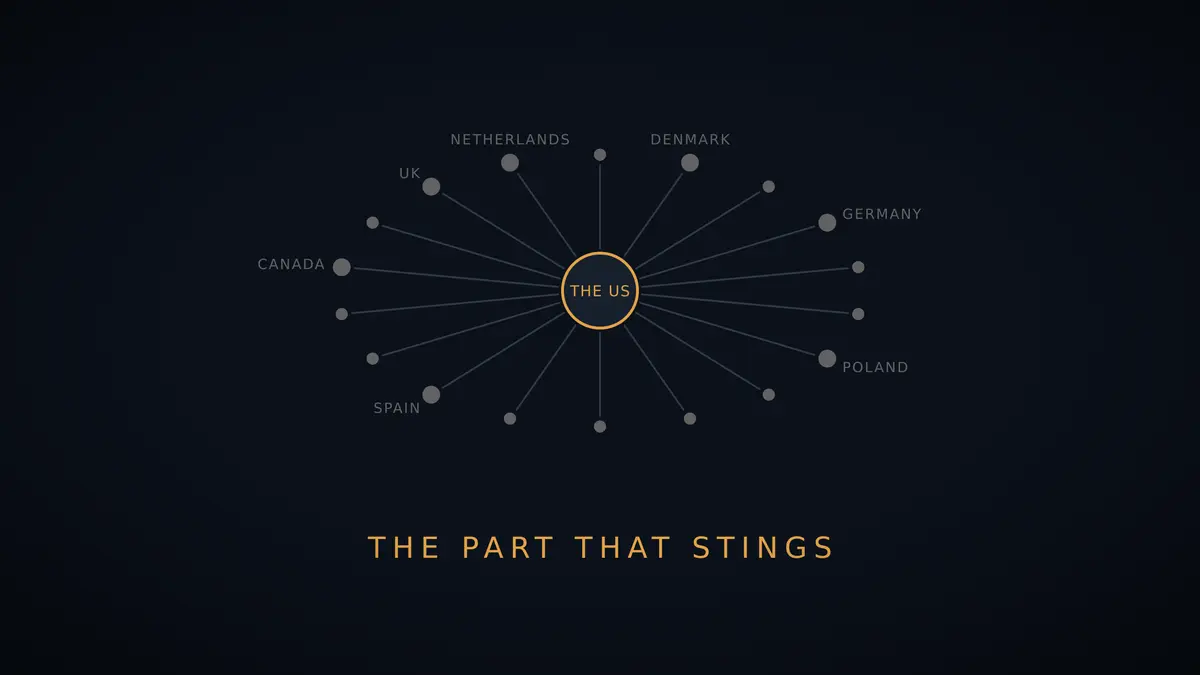 NETHERLANDS
DENMARK
UK
GERMANY
CANADA
THE US
POLAND
SPAIN
THE PART THAT STINGS